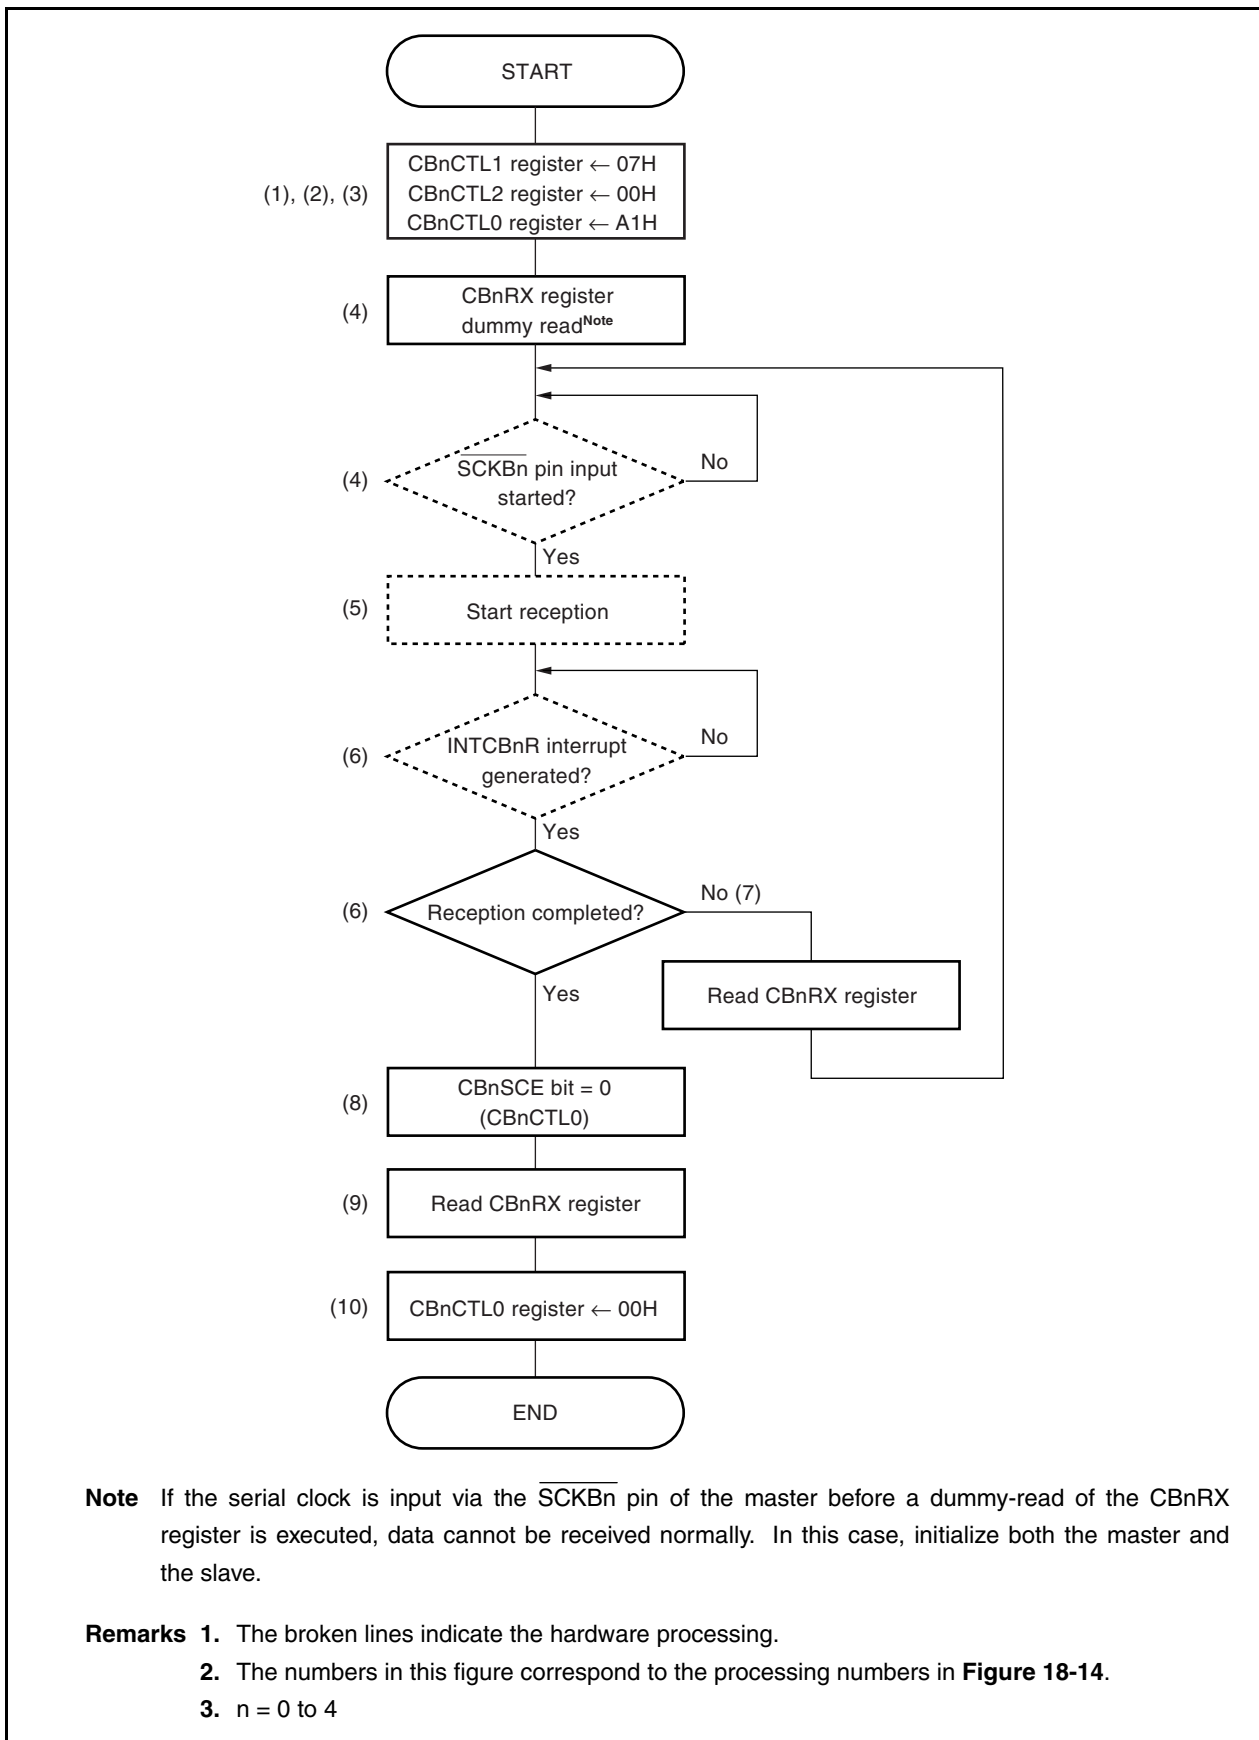 START
(1), (2), (3)
CBnCTL1 register ← 07H
CBnCTL2 register ← 00H
CBnCTL0 register ← A1H
(4)
CBnRX register
dummy readNote
(4)
SCKBn pin input
started?
No
Yes
(5)
Start reception
(6)
INTCBnR interrupt
generated?
No
Yes
(6)
Reception completed?
No (7)
Read CBnRX register
Yes
(8)
CBnSCE bit = 0
(CBnCTL0)
(9)
Read CBnRX register
(10)
CBnCTL0 register ← 00H
END
Note If the serial clock is input via the SCKBn pin of the master before a dummy-read of the CBnRX
register is executed, data cannot be received normally. In this case, initialize both the master and
the slave.
Remarks 1. The broken lines indicate the hardware processing.
2. The numbers in this figure correspond to the processing numbers in Figure 18-14.
3. n = 0 to 4